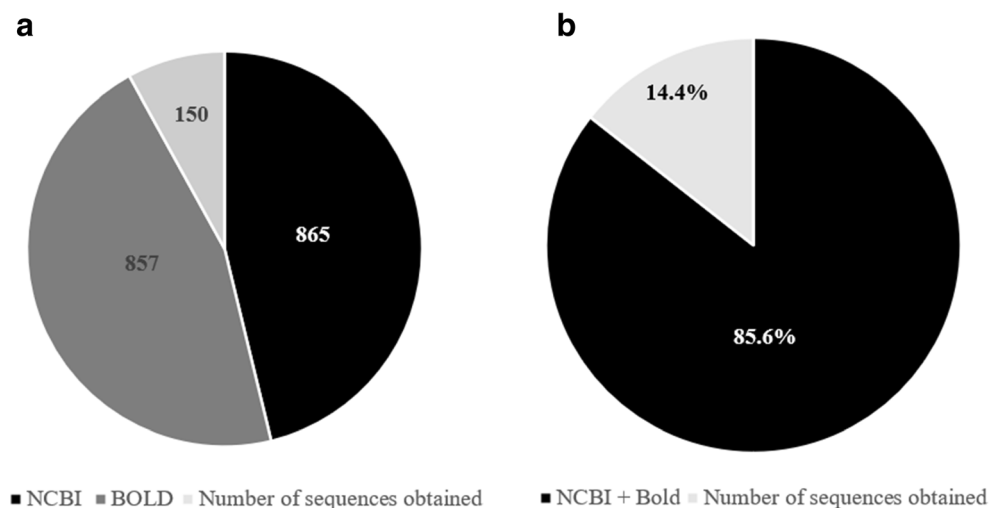 a
150
865
857
NCBI BOLD Number of sequences obtained
b
14.4%
85.6%
NCBI + Bold Number of sequences obtained